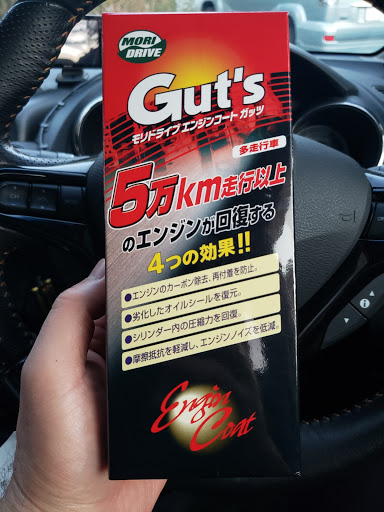 MORI
DRIVE
Gut's
モリドライブ エンジンコート ガッツ
多走行車
5万km走行以上
のエンジンが回復する
4つの効果!!
●エンジンのカーボン除去、再付着を防止。
●劣化したオイルシールを復元。
●シリンダー内の圧縮力を回復。
●摩擦抵抗を軽減し、エンジンノイズを低減。
Engin
Coat